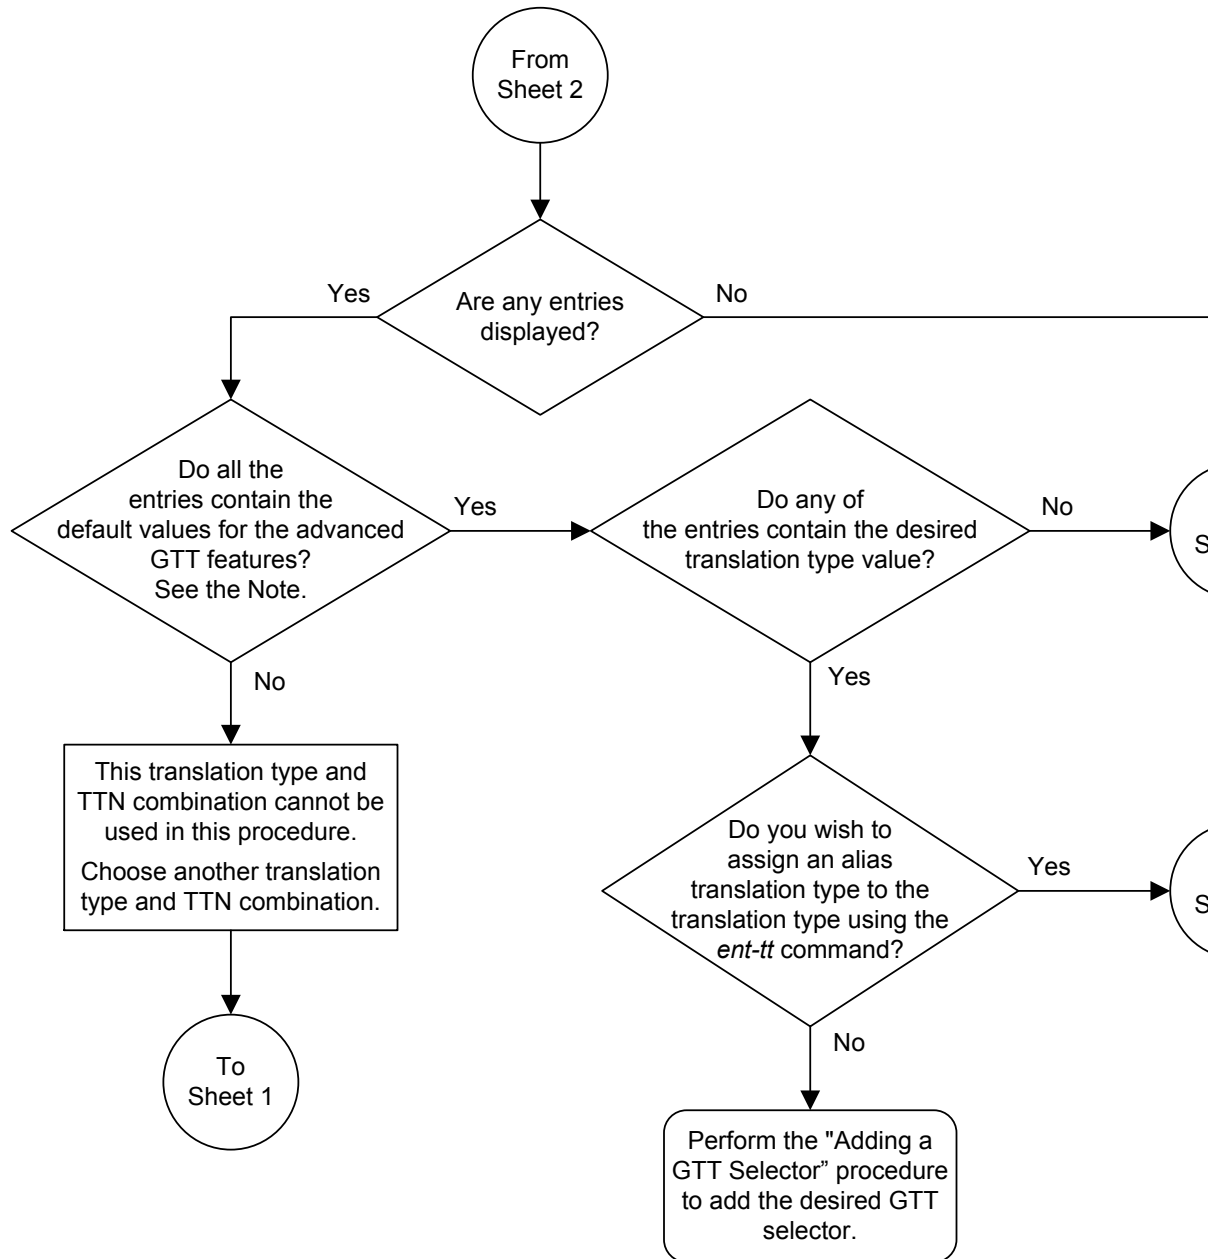 From
Sheet 2
Yes
Are any entries
displayed?
No
Do all the
entries contain the
default values for the advanced
GTT features?
See the Note.
Yes
Do any of
the entries contain the desired
translation type value?
No
S
No
Yes
This translation type and
TTN combination cannot be
used in this procedure.
Choose another translation
type and TTN combination.
Do you wish to
assign an alias
translation type to the
translation type using the
ent-tt command?
Yes
S
No
To
Sheet 1
Perform the "Adding a
GTT Selector” procedure
to add the desired GTT
selector.